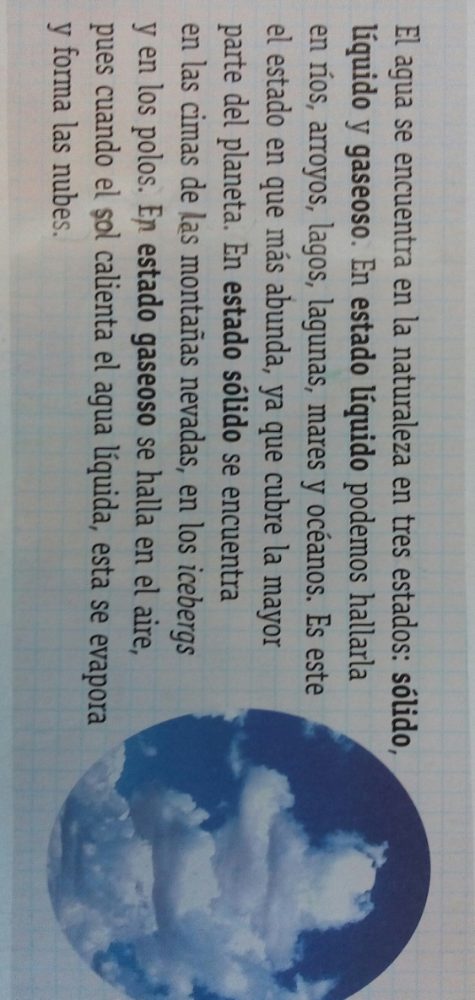 El agua se encuentra en la naturaleza en tres estados: sólido,
líquido y gaseoso. En estado líquido podemos hallarla
en ríos, arroyos, lagos, lagunas, mares y océanos. Es este
el estado en que más abunda, ya que cubre la mayor
parte del planeta. En estado sólido se encuentra
en las cimas de las montañas nevadas, en los icebergs
y en los polos. En estado gaseoso se halla en el aire,
pues cuando el sol calienta el agua líquida, esta se evapora
y forma las nubes.